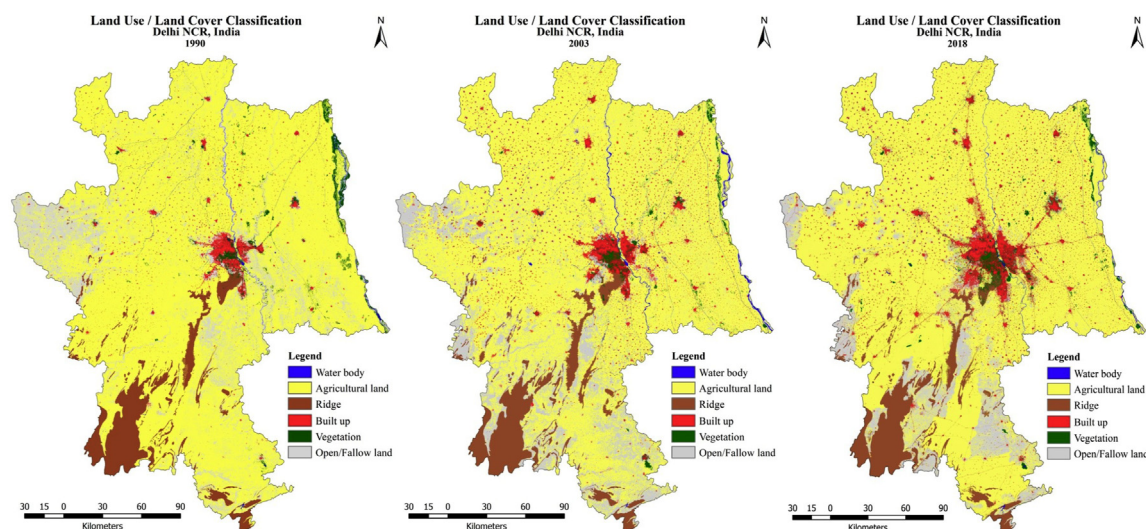 Land Use / Land Cover Classification
Delhi NCR, India
1990
N
Legend
Water body
Agricultural land
Ridge
Built up
Vegetation
Open/Fallow land
30 15 0 30 60 90
Kilometers
Land Use / Land Cover Classification
Delhi NCR, India
2003
N
Legend
Water body
Agricultural land
Ridge
Built up
Vegetation
Open/Fallow land
30 15 0 30 60 90
Kilometers
Land Use / Land Cover Classification
Delhi NCR, India
2018
N
Legend
Water body
Agricultural land
Ridge
Built up
Vegetation
Open/Fallow land
30 15 0 30 60 90
Kilometers